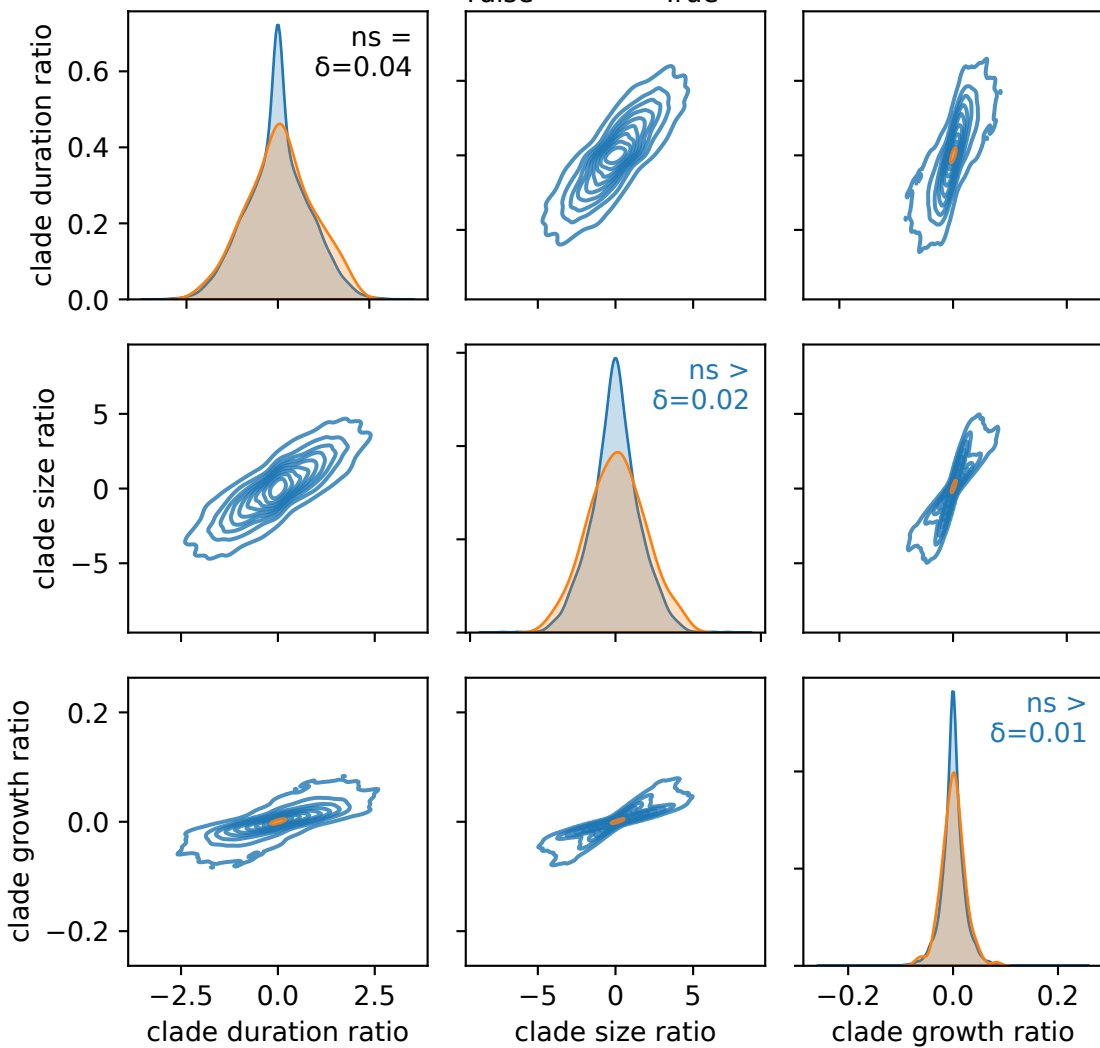 clade duration ratio
0.6
0.4
0.2
0.0
ns =
δ=0.04
clade size ratio
5
0
−5
ns >
δ=0.02
clade growth ratio
0.2
0.0
−0.2
ns >
δ=0.01
−2.5 0.0 2.5
−5 0 5
−0.2 0.0 0.2
clade duration ratio
clade size ratio
clade growth ratio